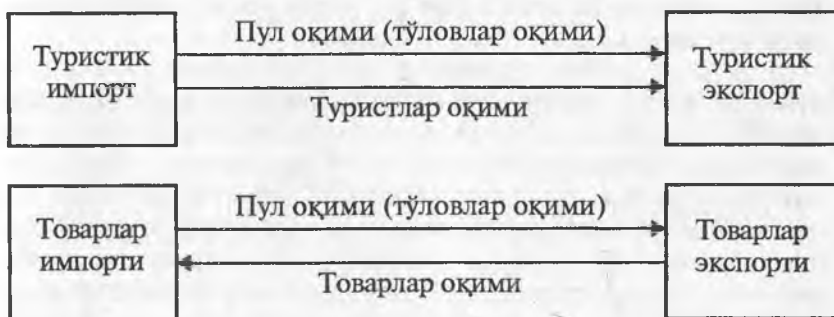 Пул оқими (тўловлар оқими)
Туристик
импорт
Туристик
экспорт
Туристлар оқими
Пул оқими (тўловлар оқими)
Товарлар
импорти
Товарлар
экспорти
Товарлар оқими